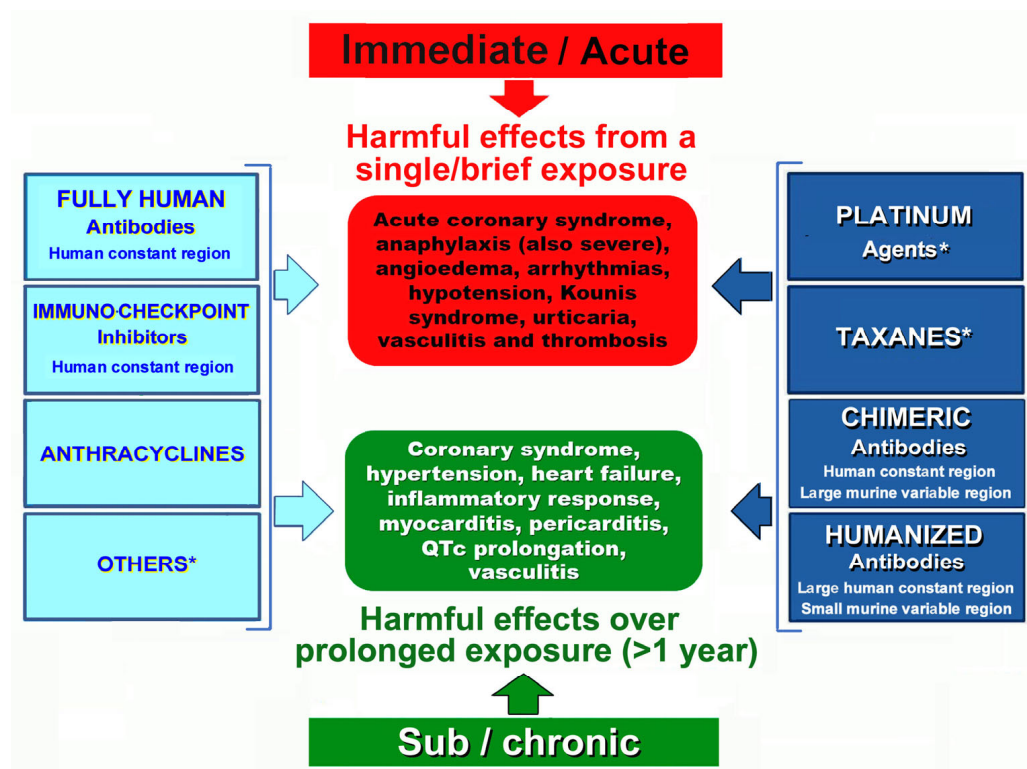 Immediate / Acute
Harmful effects from a
single/brief exposure
FULLY HUMAN
Antibodies
Human constant region
IMMUNO-CHECKPOINT
Inhibitors
Human constant region
ANTHRACYCLINES
OTHERS*
Acute coronary syndrome,
anaphylaxis (also severe),
angioedema, arrhythmias,
hypotension, Kounis
syndrome, urticaria,
vasculitis and thrombosis
Coronary syndrome,
hypertension, heart failure,
inflammatory response,
myocarditis, pericarditis,
QTc prolongation,
vasculitis
PLATINUM
Agents*
TAXANES*
CHIMERIC
Antibodies
Human constant region
Large murine variable region
HUMANIZED
Antibodies
Large human constant region
Small murine variable region
Harmful effects over
prolonged exposure (>1 year)
Sub / chronic